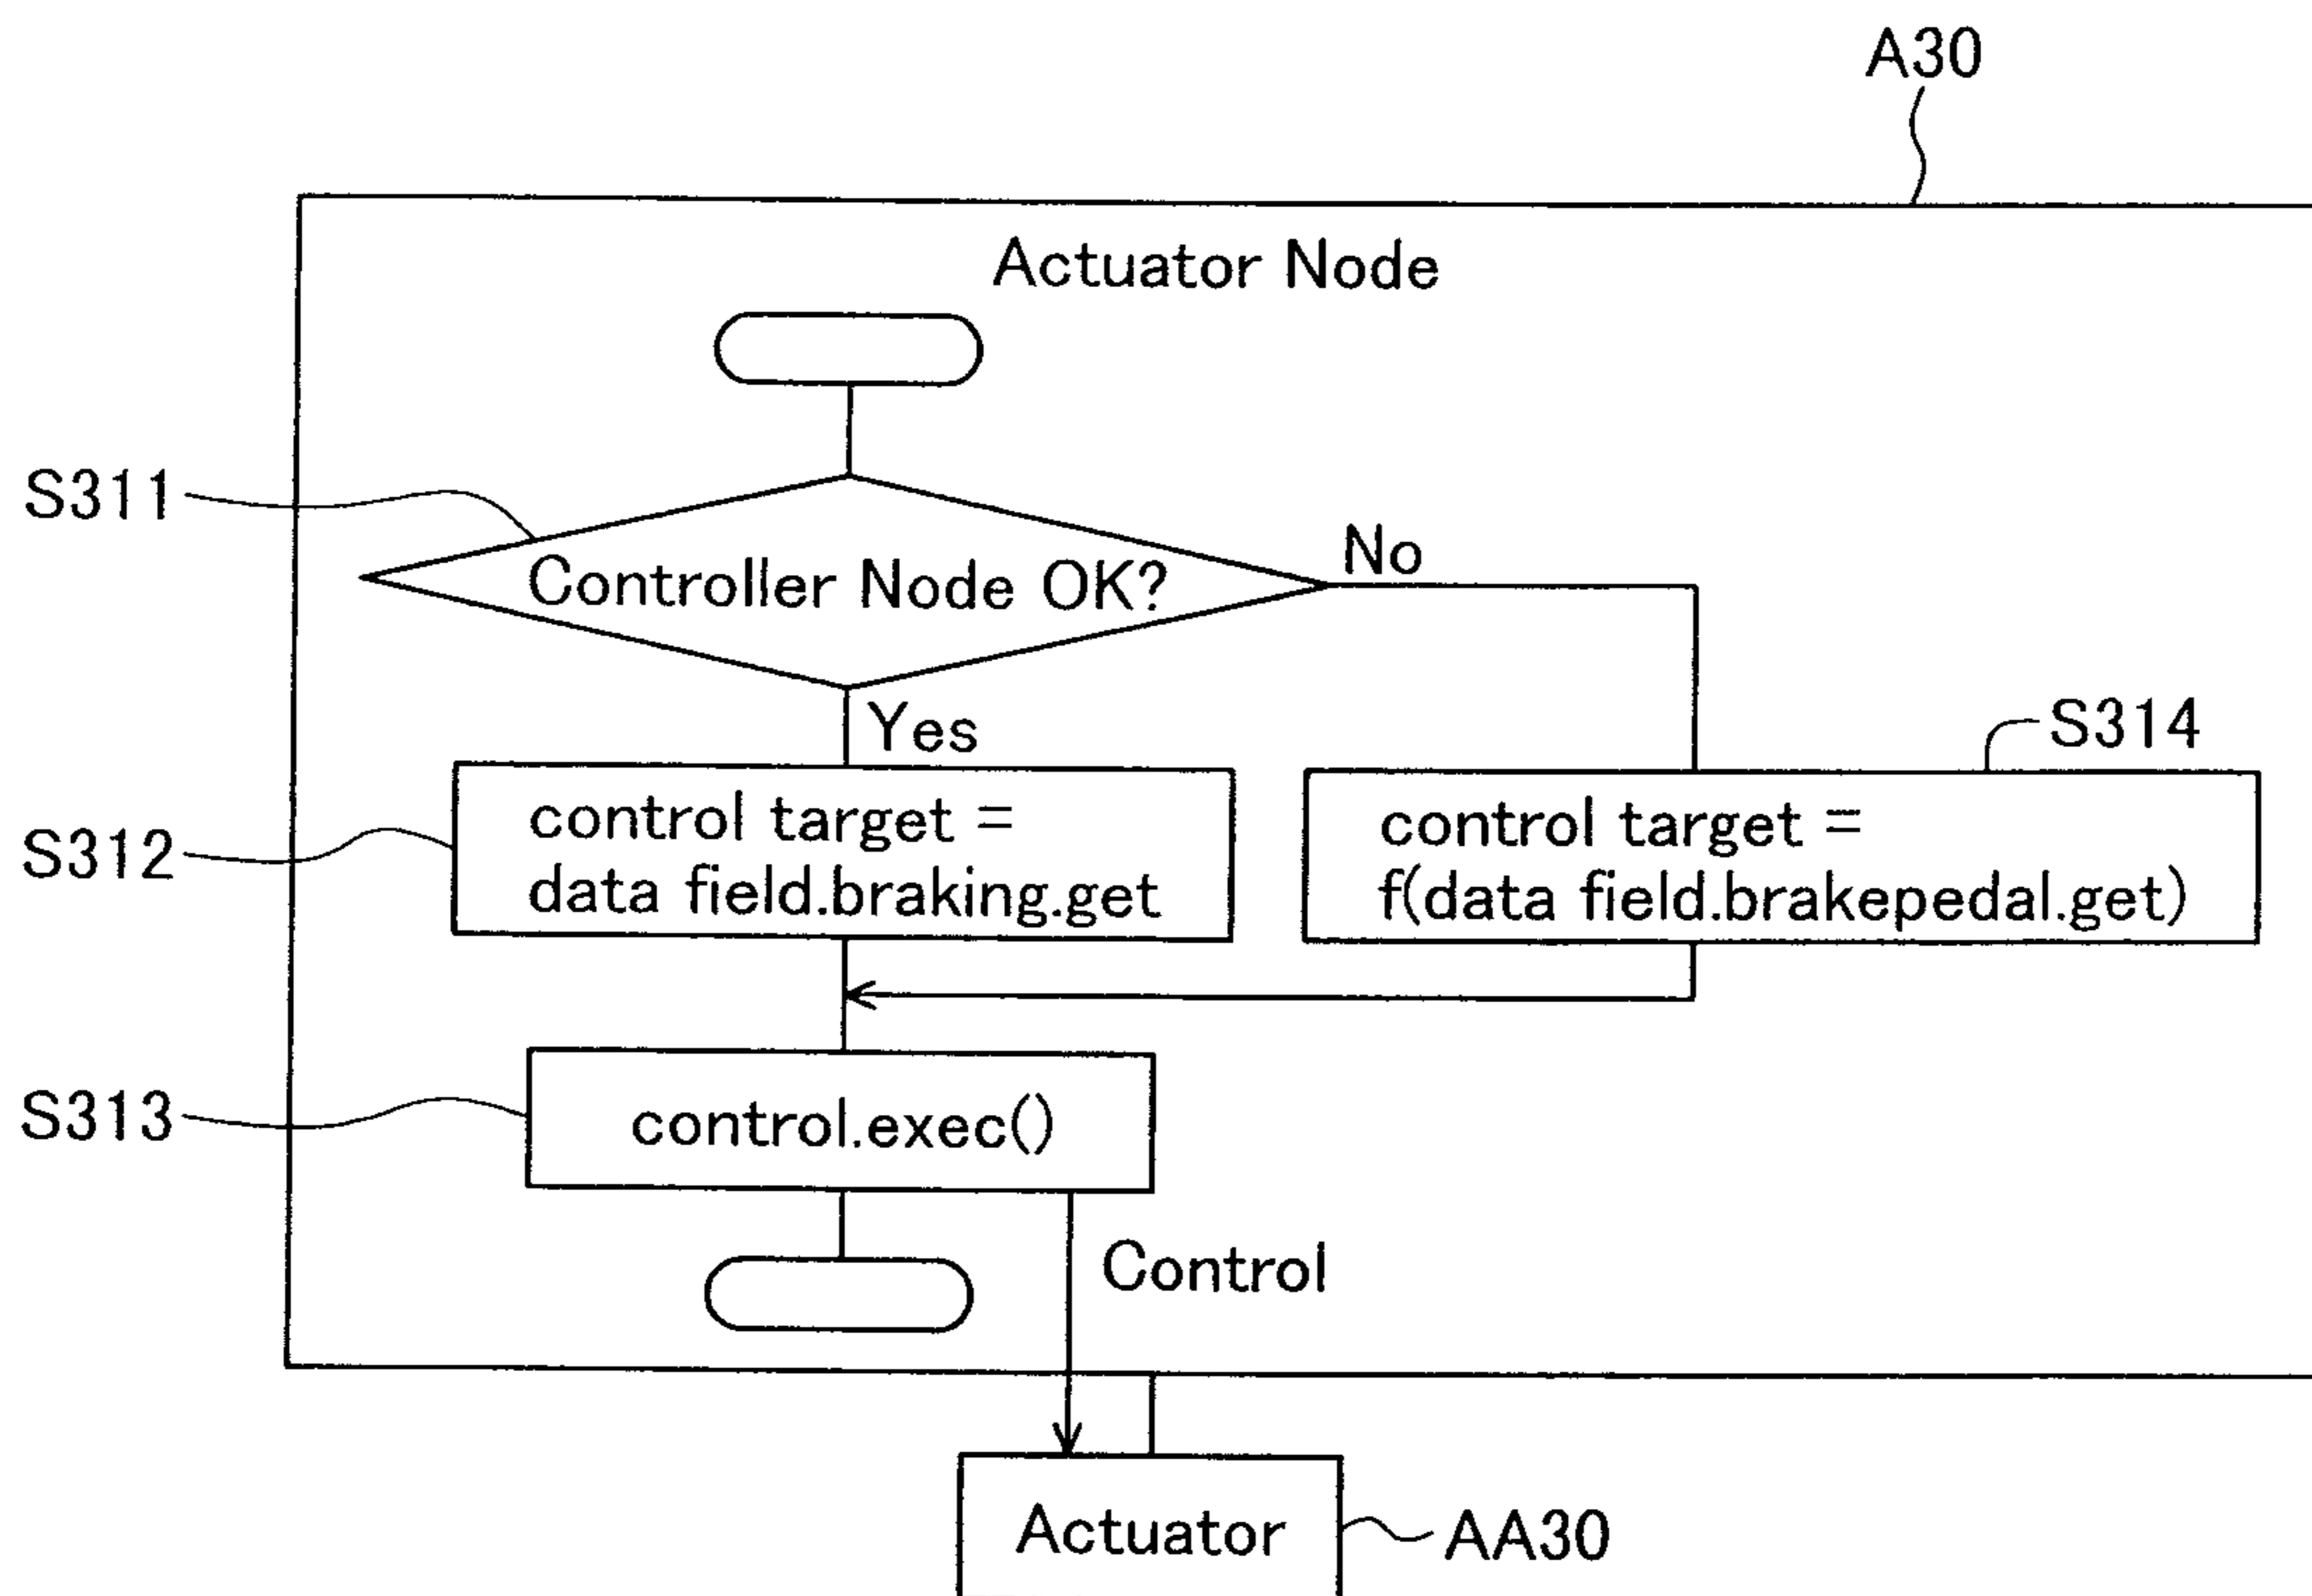 A30
Actuator Node
S311
Controller Node OK?
No
Yes
S314
S312
control target =
data field.braking.get
control target =
f(data field.brakepedal.get)
S313
control.exec()
Control
Actuator
AA30